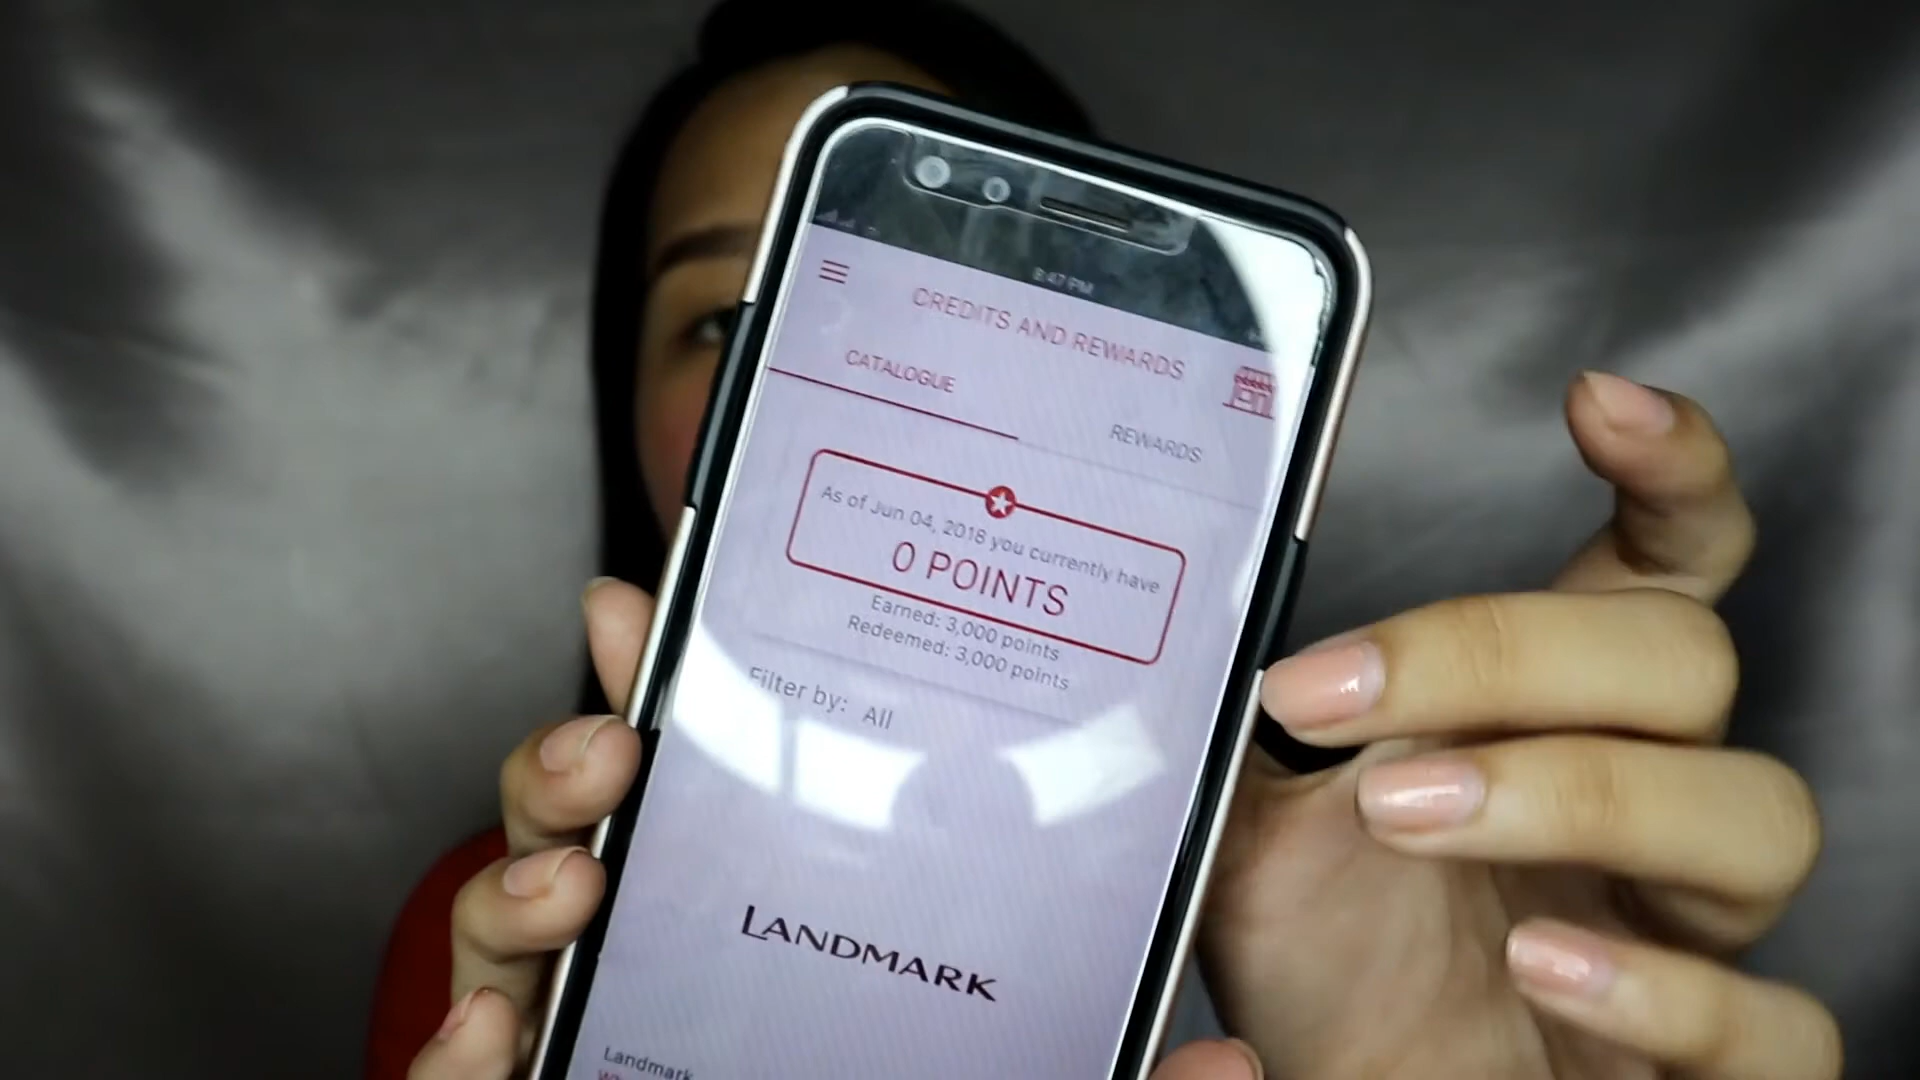 8:47 PM
CREDITS AND REWARDS
CATALOGUE
REWARDS
As of Jun 04, 2018 you currently have
0 POINTS
Earned: 3,000 points
Redeemed: 3,000 points
Filter by: All
LANDMARK
Landmark